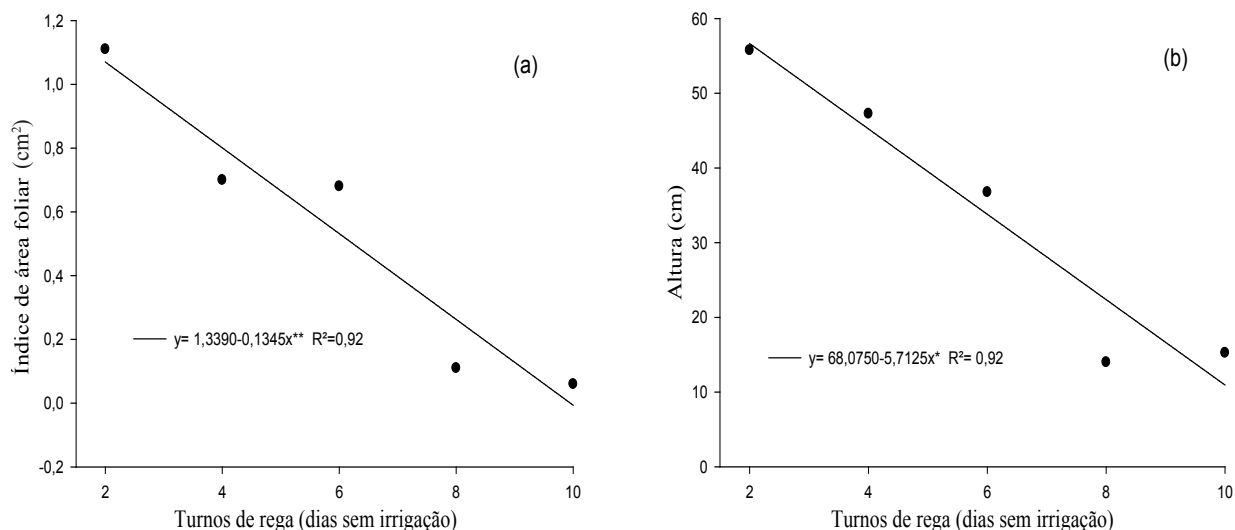 1,2
1,0
0,8
0,6
0,4
0,2
0,0
-0,2
Índice de área foliar (cm²)
(a)
y= 1,3390-0,1345x** R²=0,92
2 4 6 8 10
Turnos de rega (dias sem irrigação)
60
50
40
30
20
10
0
Altura (cm)
(b)
y= 68,0750-5,7125x* R²= 0,92
2 4 6 8 10
Turnos de rega (dias sem irrigação)